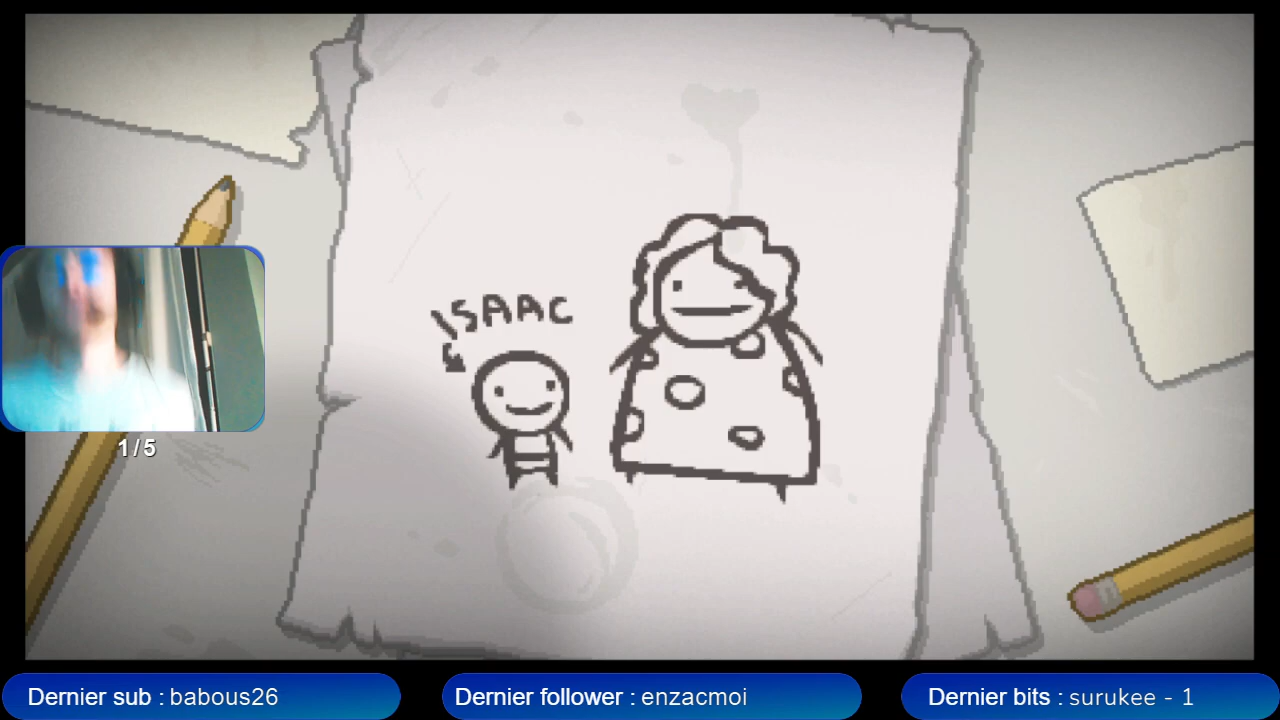 ISAAC
1/5
Dernier sub : babous26
Dernier follower : enzacmoi
Dernier bits : surukee - 1